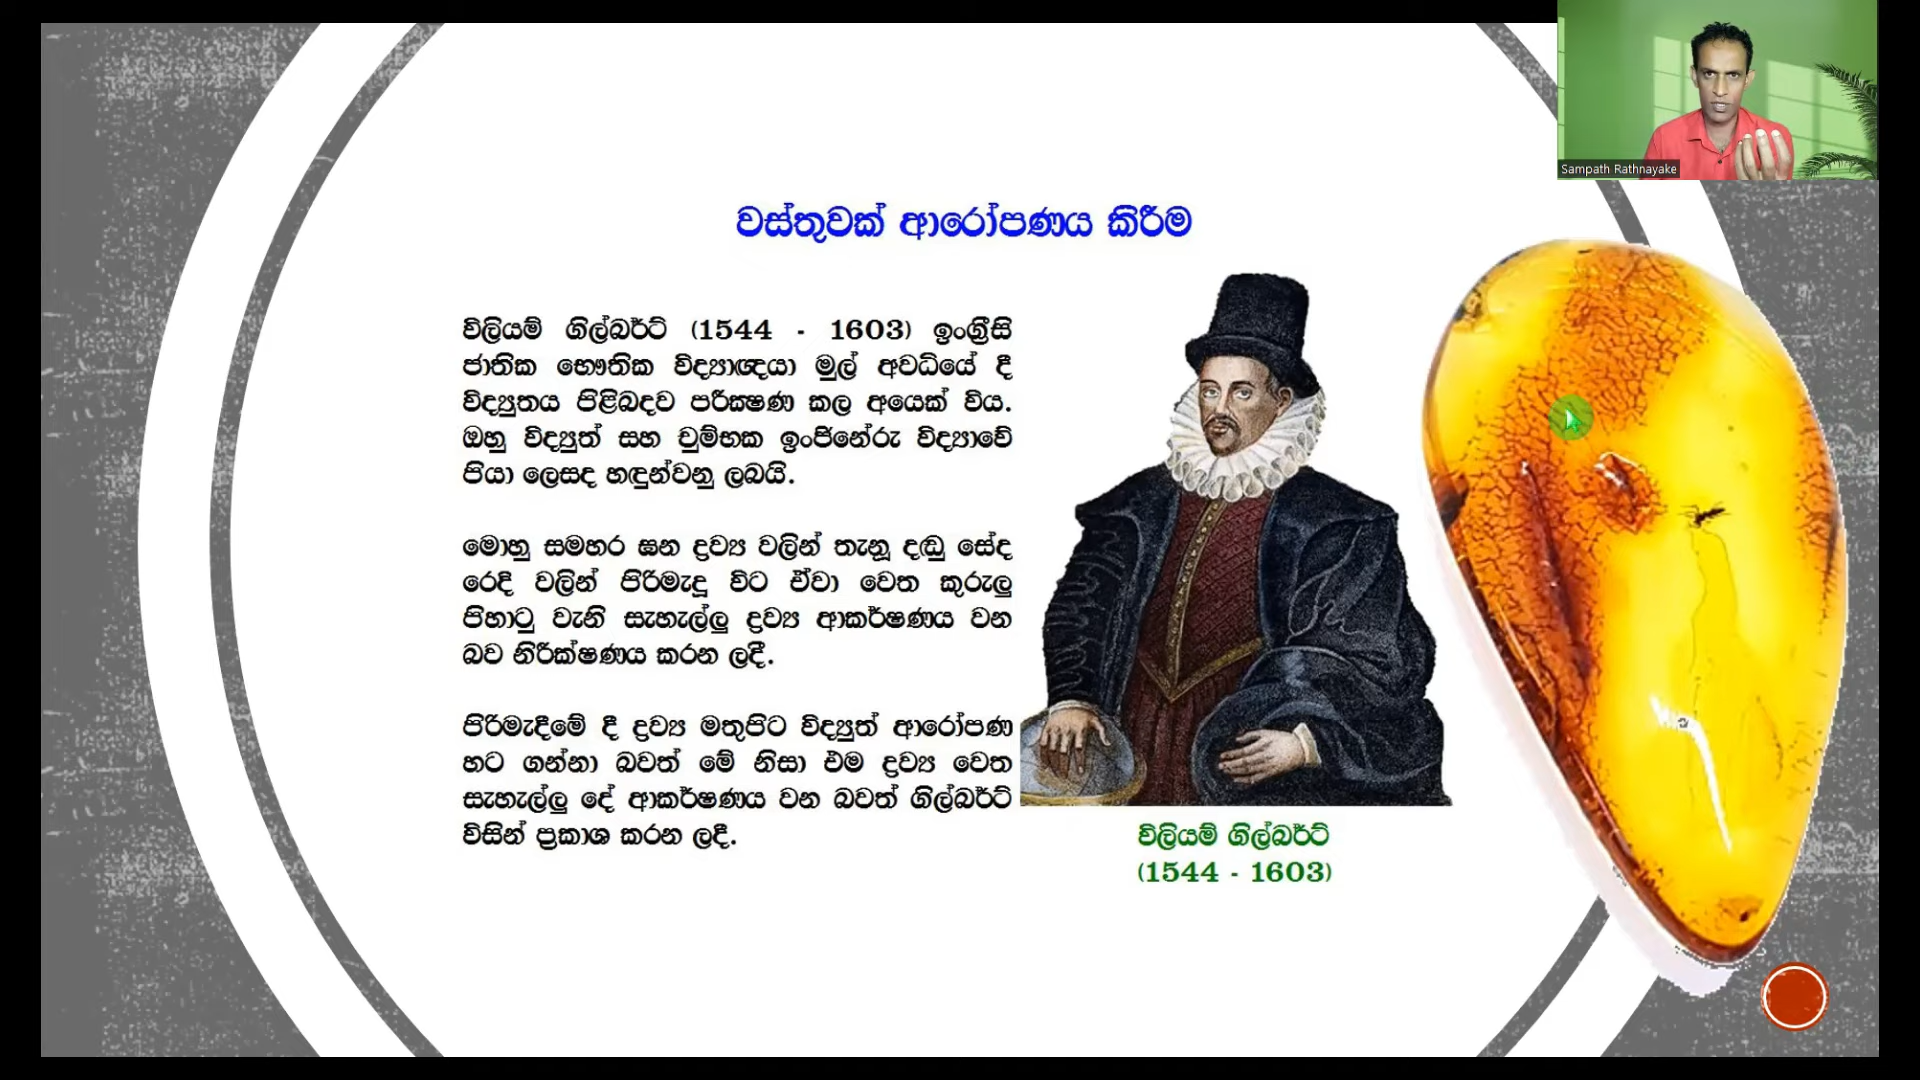 Sampath Rathnayake
වස්තුවක් ආරෝපණය කිරීම
විලියම් ගිල්බර්ට් (1544 - 1603) ඉංග්‍රීසි
ජාතික භෞතික විද්‍යාඥයා මුල් අවධියේ දී
විද්‍යුතය පිළිබදව පරීක්‍ෂණ කල අයෙක් විය.
ඔහු විද්‍යුත් සහ චුම්භක ඉංජිනේරු විද්‍යාවේ
පියා ලෙසද හඳුන්වනු ලබයි.
මොහු සමහර ඝන ද්‍රව්‍ය වලින් තැනූ දඬු සේද
රෙදි වලින් පිරිමැදූ විට ඒවා වෙත කුරුලු
පිහාටු වැනි සැහැල්ලු ද්‍රව්‍ය ආකර්ෂණය වන
බව නිරීක්ෂණය කරන ලදී.
පිරිමැදීමේ දී ද්‍රව්‍ය මතුපිට විද්‍යුත් ආරෝපණ
හට ගන්නා බවත් මේ නිසා එම ද්‍රව්‍ය වෙත
සැහැල්ලු දේ ආකර්ෂණය වන බවත් ගිල්බර්ට්
විසින් ප්‍රකාශ කරන ලදී.
විලියම් ගිල්බර්ට්
(1544 - 1603)